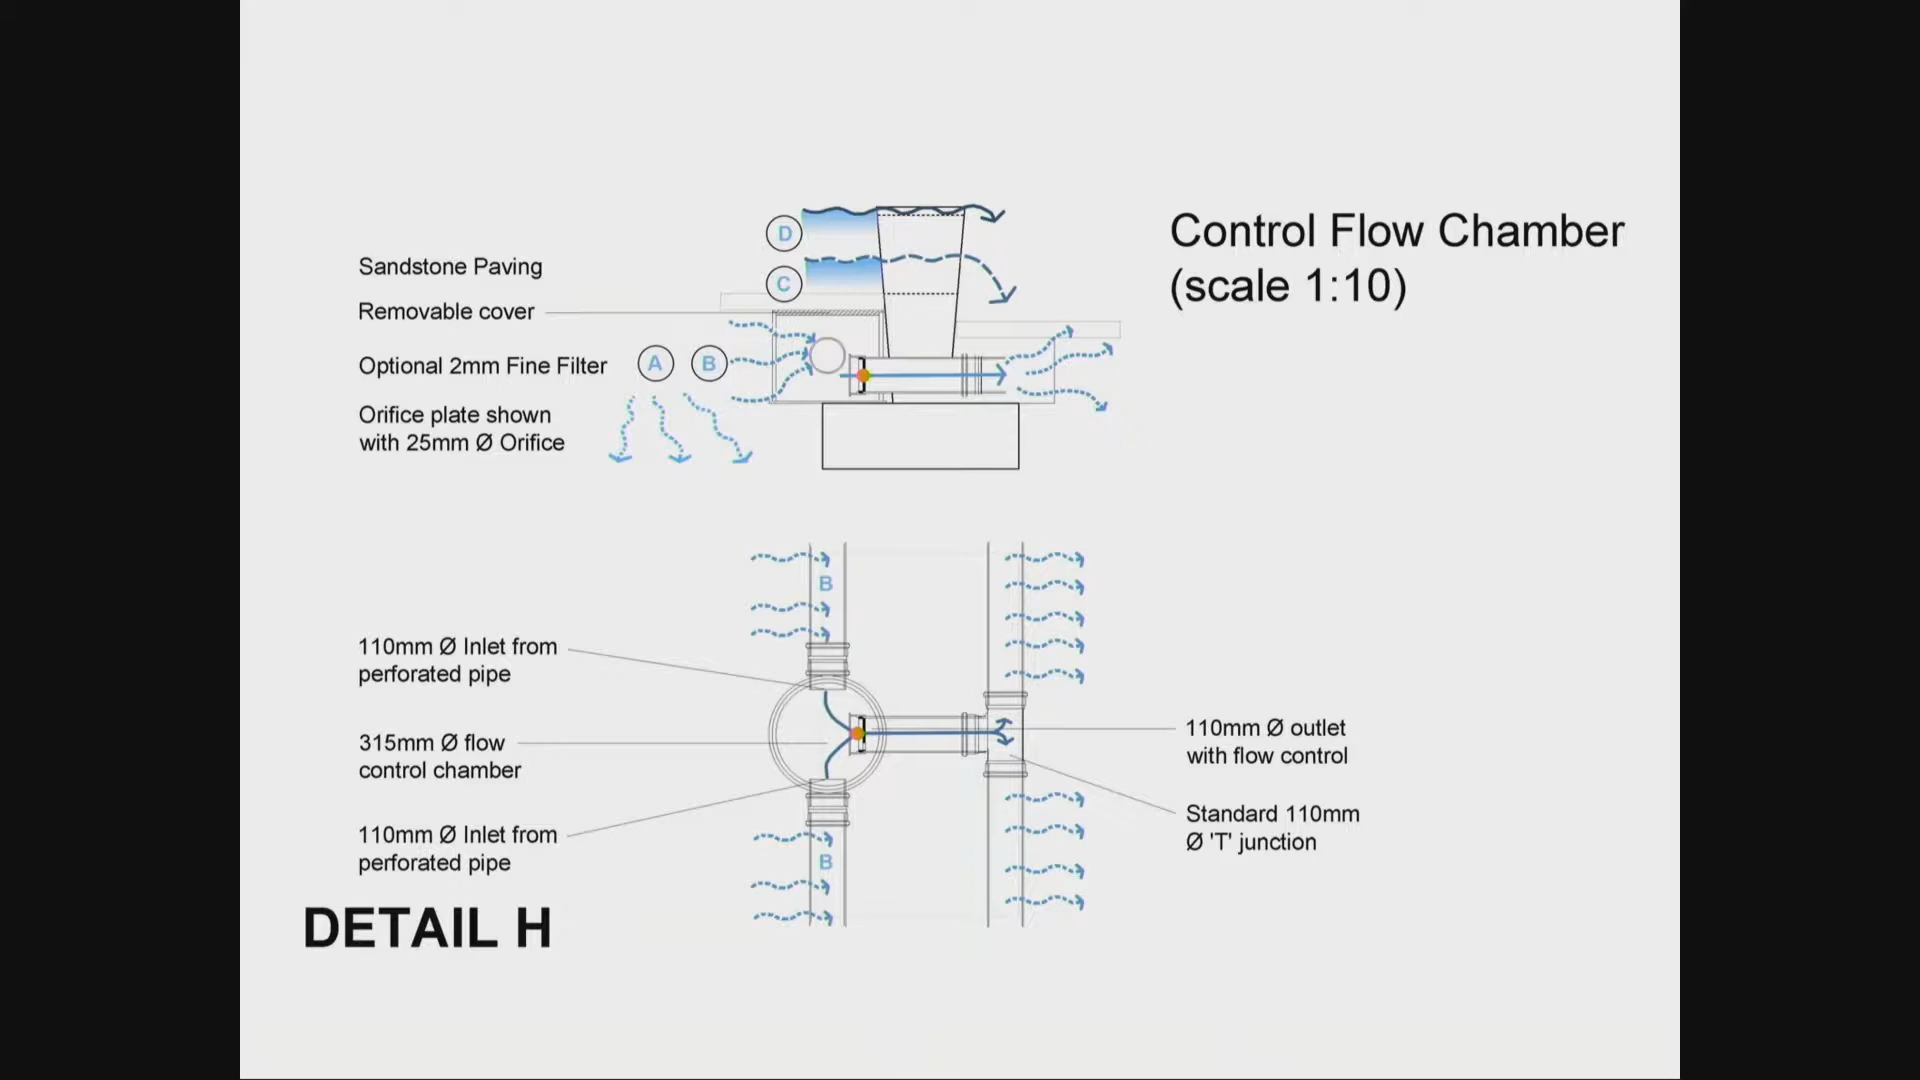 Control Flow Chamber
(scale 1:10)
D
C
Sandstone Paving
Removable cover
Optional 2mm Fine Filter
A
B
Orifice plate shown
with 25mm Ø Orifice
B
110mm Ø Inlet from
perforated pipe
315mm Ø flow
control chamber
110mm Ø Inlet from
perforated pipe
B
110mm Ø outlet
with flow control
Standard 110mm
Ø 'T' junction
DETAIL H